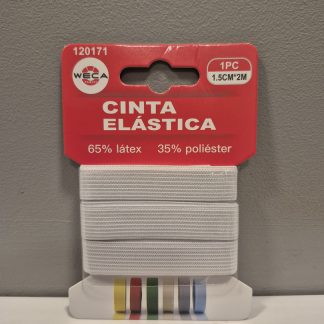 120171
WECA
1PC
1.5CM*2M
CINTA
ELÁSTICA
65% látex 35% poliéster